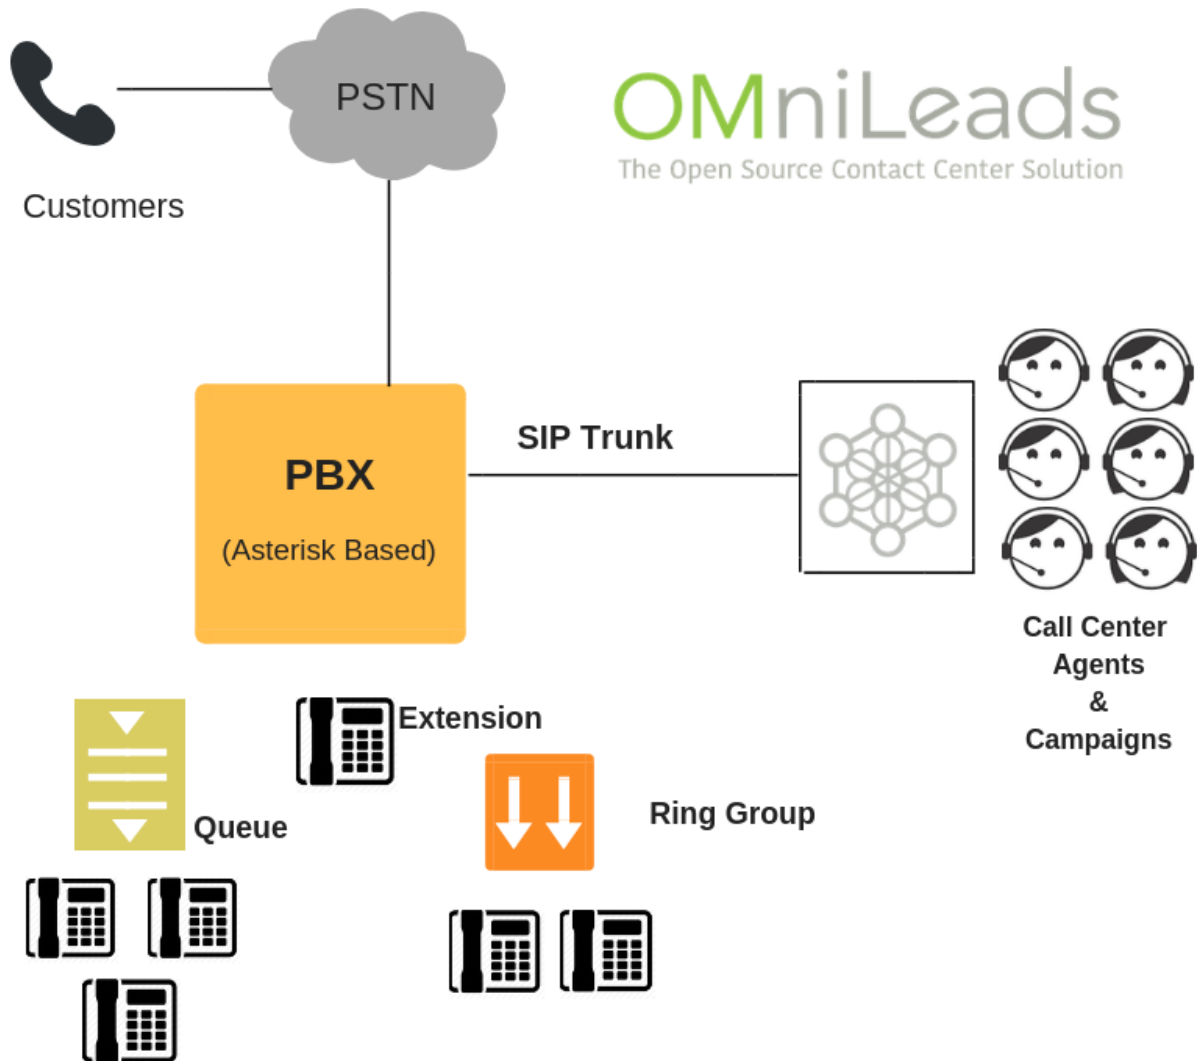 PSTN
OMniLeads
The Open Source Contact Center Solution
Customers
SIP Trunk
PBX
(Asterisk Based)
Call Center
Agents
&
Campaigns
Extension
Ring Group
Queue